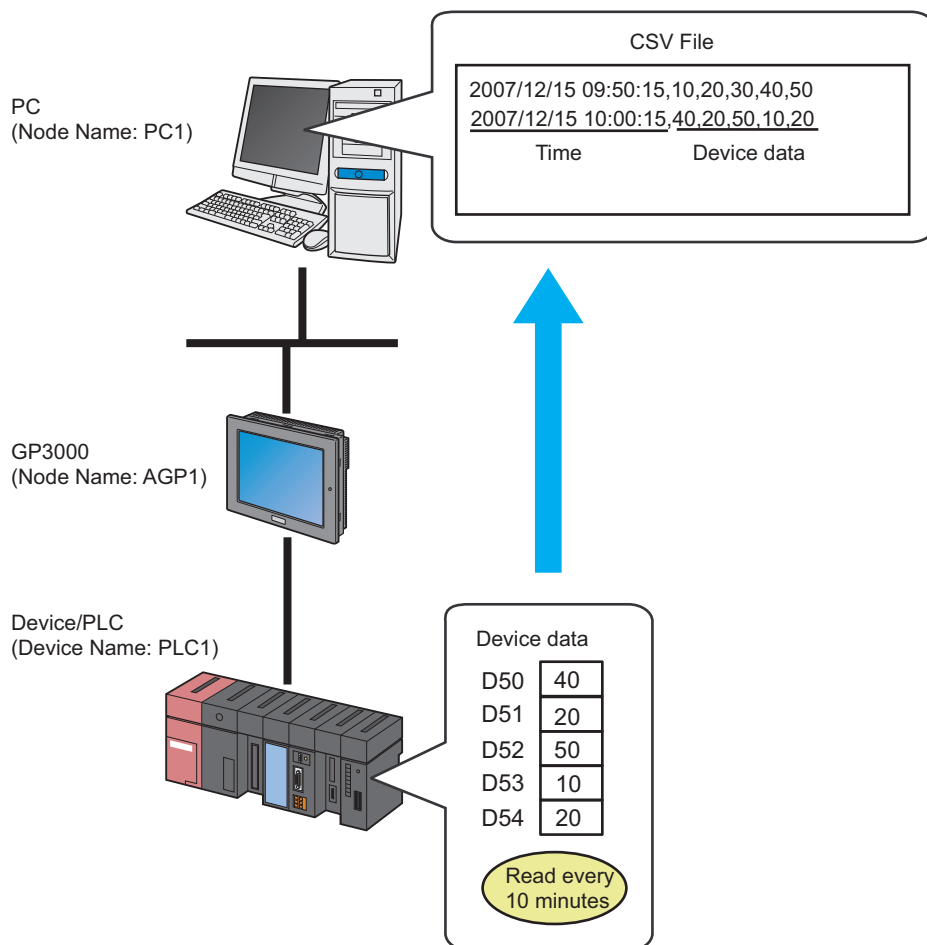 CSV File
2007/12/15 09:50:15,10,20,30,40,50
2007/12/15 10:00:15,40,20,50,10,20
Time Device data
PC
(Node Name: PC1)
GP3000
(Node Name: AGP1)
Device/PLC
(Device Name: PLC1)
Device data
D50 40
D51 20
D52 50
D53 10
D54 20
Read every
10 minutes